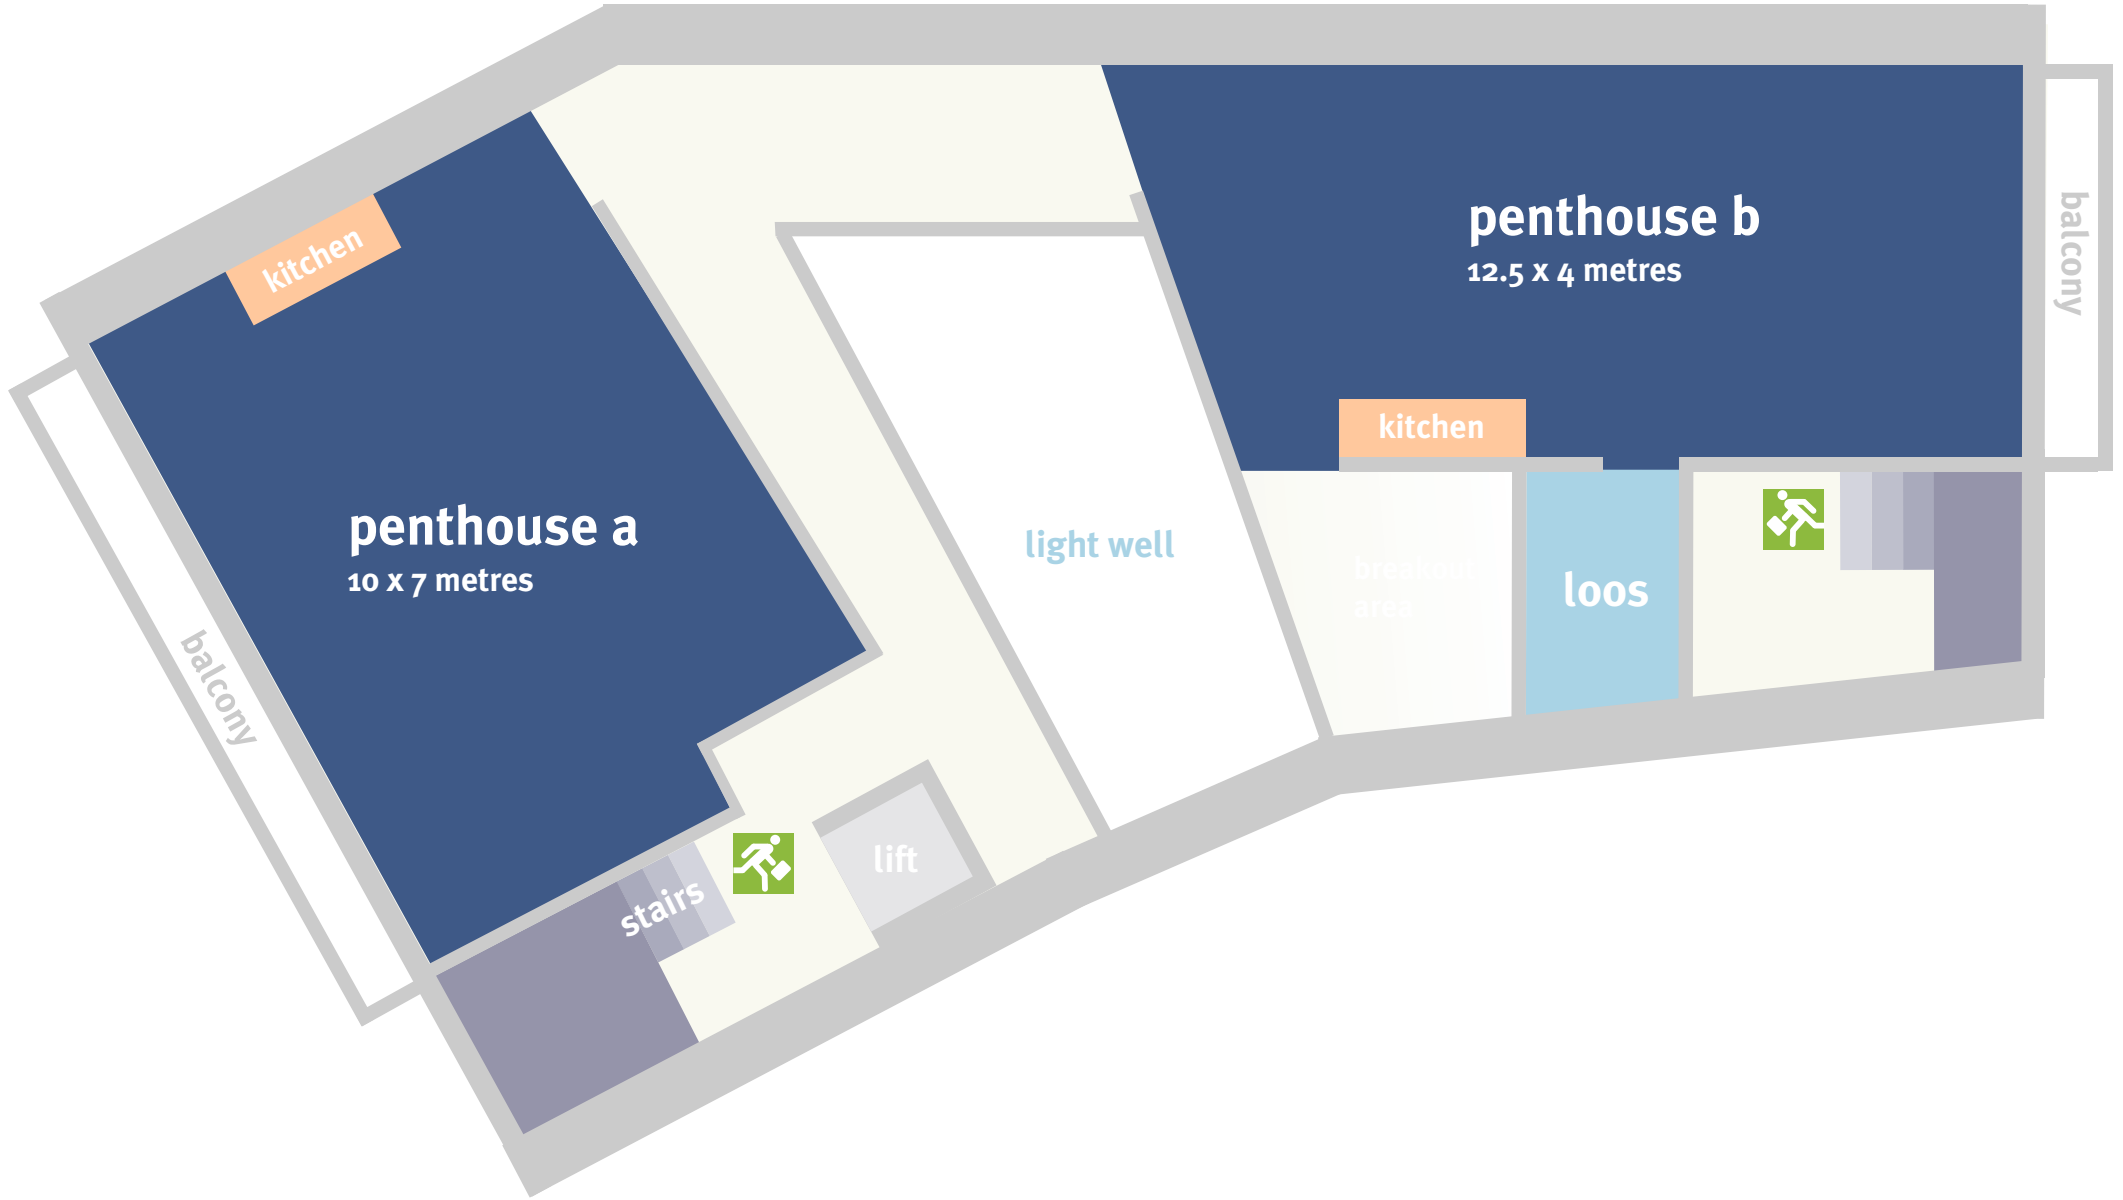 kitchen
penthouse a
10 x 7 metres
balcony
stairs
lift
light well
penthouse b
12.5 x 4 metres
balcony
kitchen
breakout
area
loos